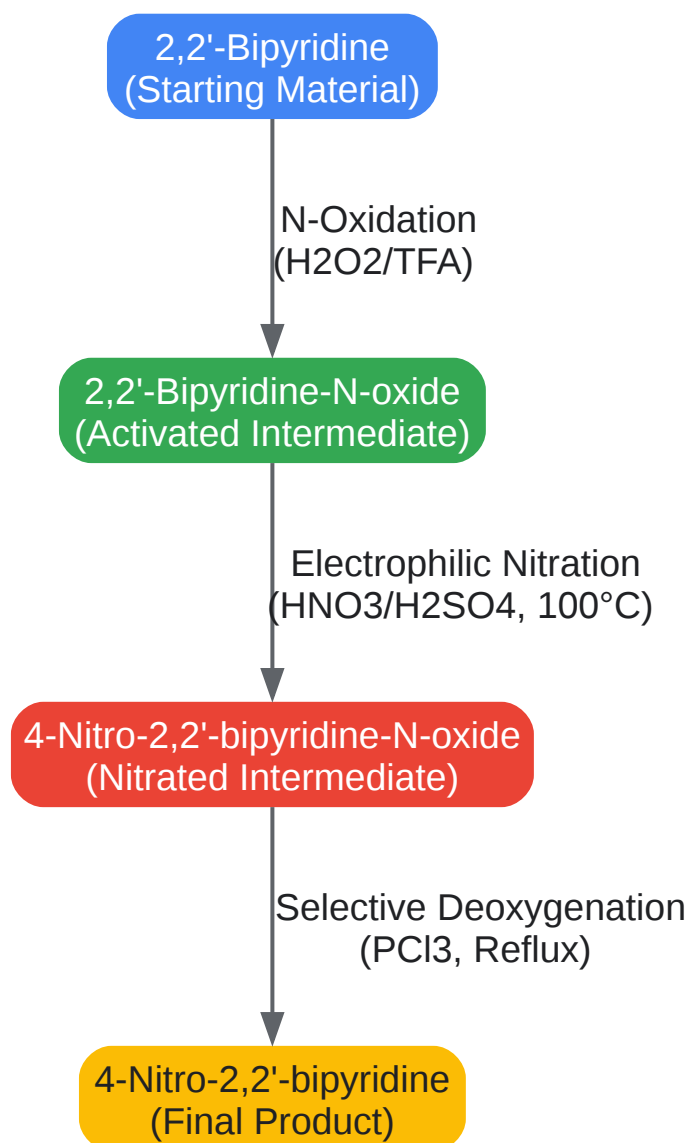 2,2'-Bipyridine
(Starting Material)
N-Oxidation
(H2O2/TFA)
2,2'-Bipyridine-N-oxide
(Activated Intermediate)
Electrophilic Nitration
(HNO3/H2SO4, 100°C)
4-Nitro-2,2'-bipyridine-N-oxide
(Nitrated Intermediate)
Selective Deoxygenation
(PCl3, Reflux)
4-Nitro-2,2'-bipyridine
(Final Product)